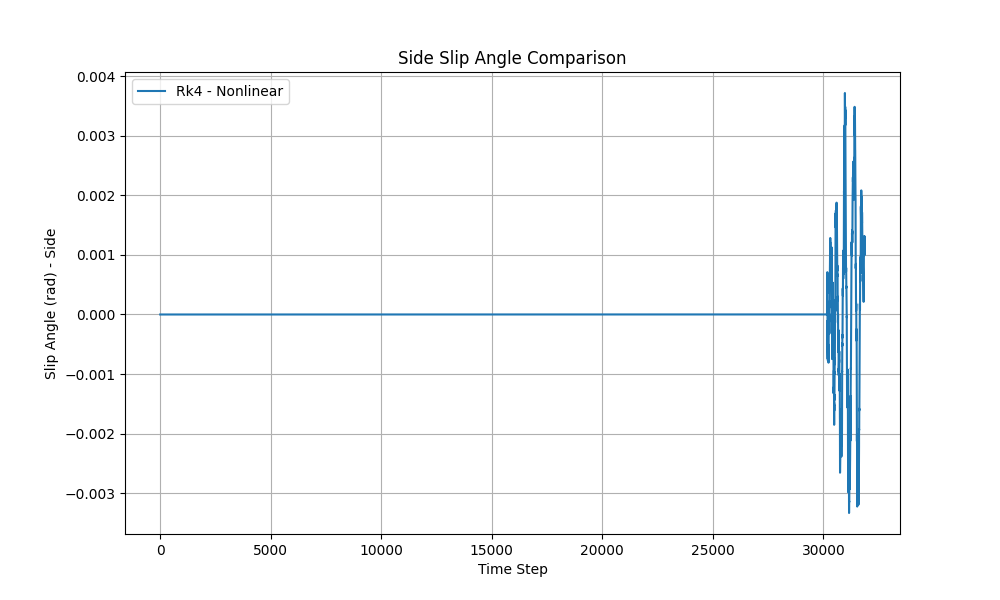 Side Slip Angle Comparison
Rk4 - Nonlinear
Slip Angle (rad) - Side
0.004
0.003
0.002
0.001
0.000
−0.001
−0.002
−0.003
0 5000 10000 15000 20000 25000 30000
Time Step